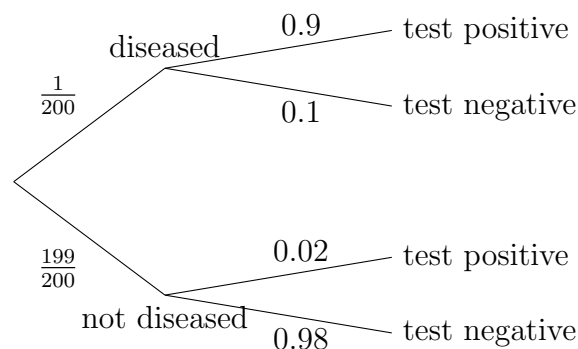 diseased
0.9
test positive
1/200
0.1
test negative
199/200
0.02
test positive
not diseased
0.98
test negative